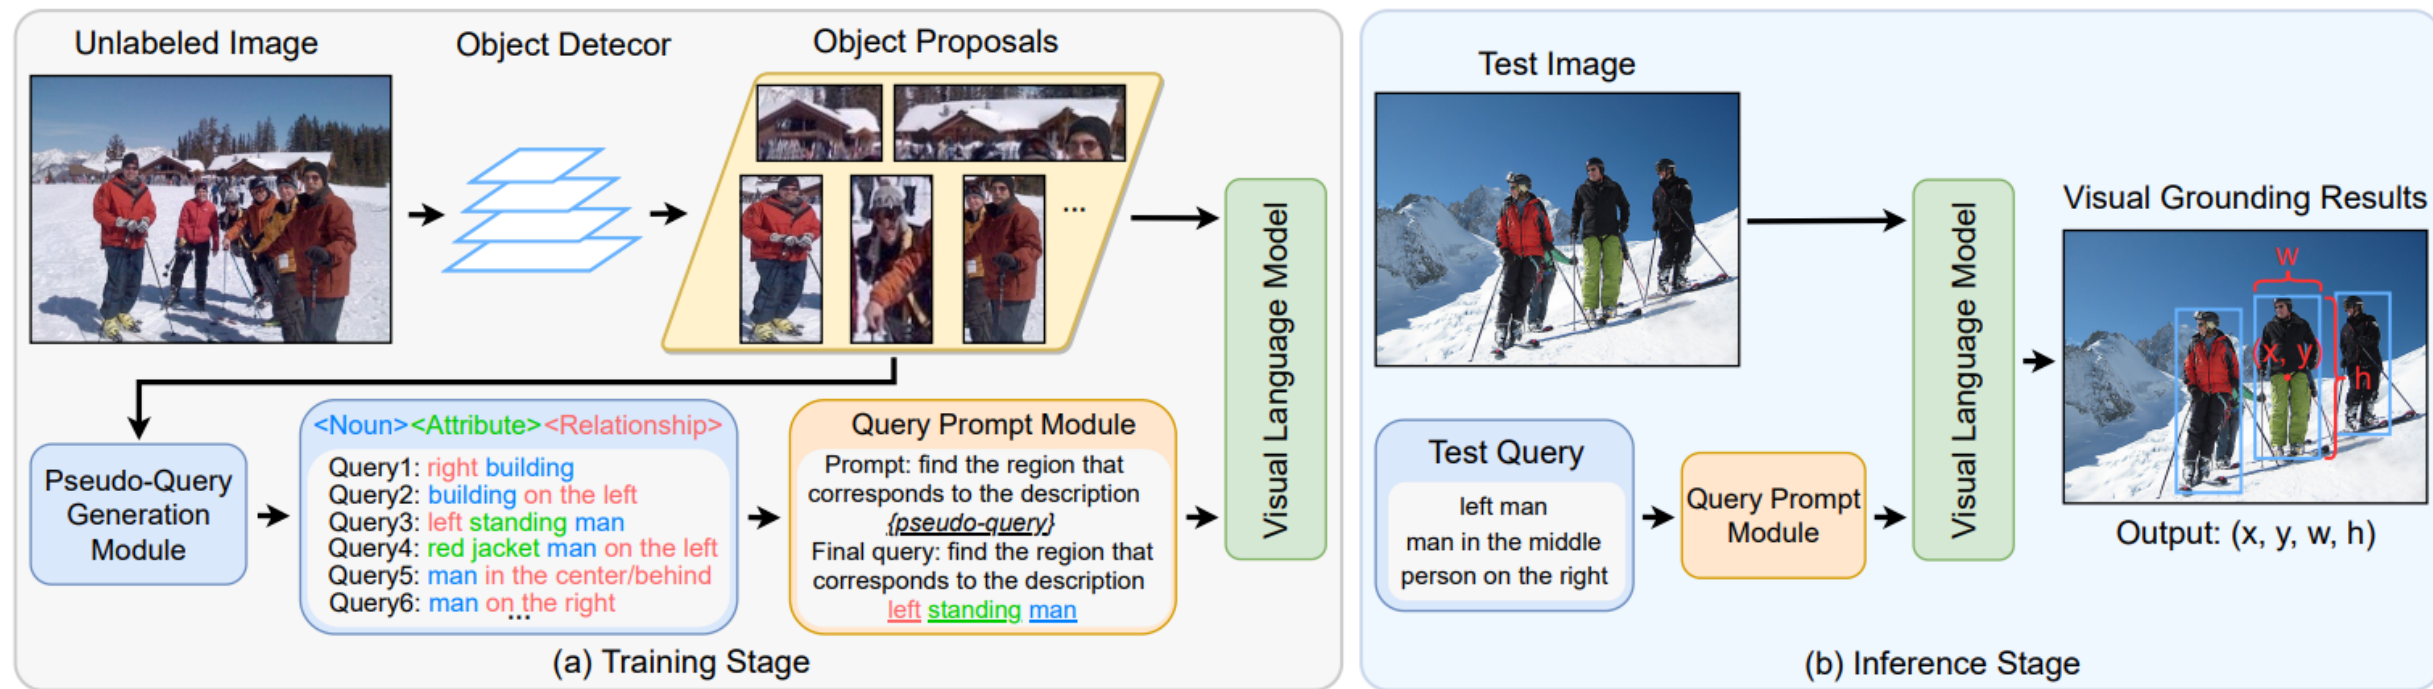 Unlabeled Image
Object Detecor
Object Proposals
...
Visual Language Model
Pseudo-Query
Generation
Module
<Noun><Attribute><Relationship>
Query1: right building
Query2: building on the left
Query3: left standing man
Query4: red jacket man on the left
Query5: man in the center/behind
Query6: man on the right
...
Query Prompt Module
Prompt: find the region that
corresponds to the description
{pseudo-query}
Final query: find the region that
corresponds to the description
left standing man
(a) Training Stage
Test Image
Test Query
left man
man in the middle
person on the right
Query Prompt
Module
Visual Language Model
Visual Grounding Results
w
(x, y)
h
Output: (x, y, w, h)
(b) Inference Stage